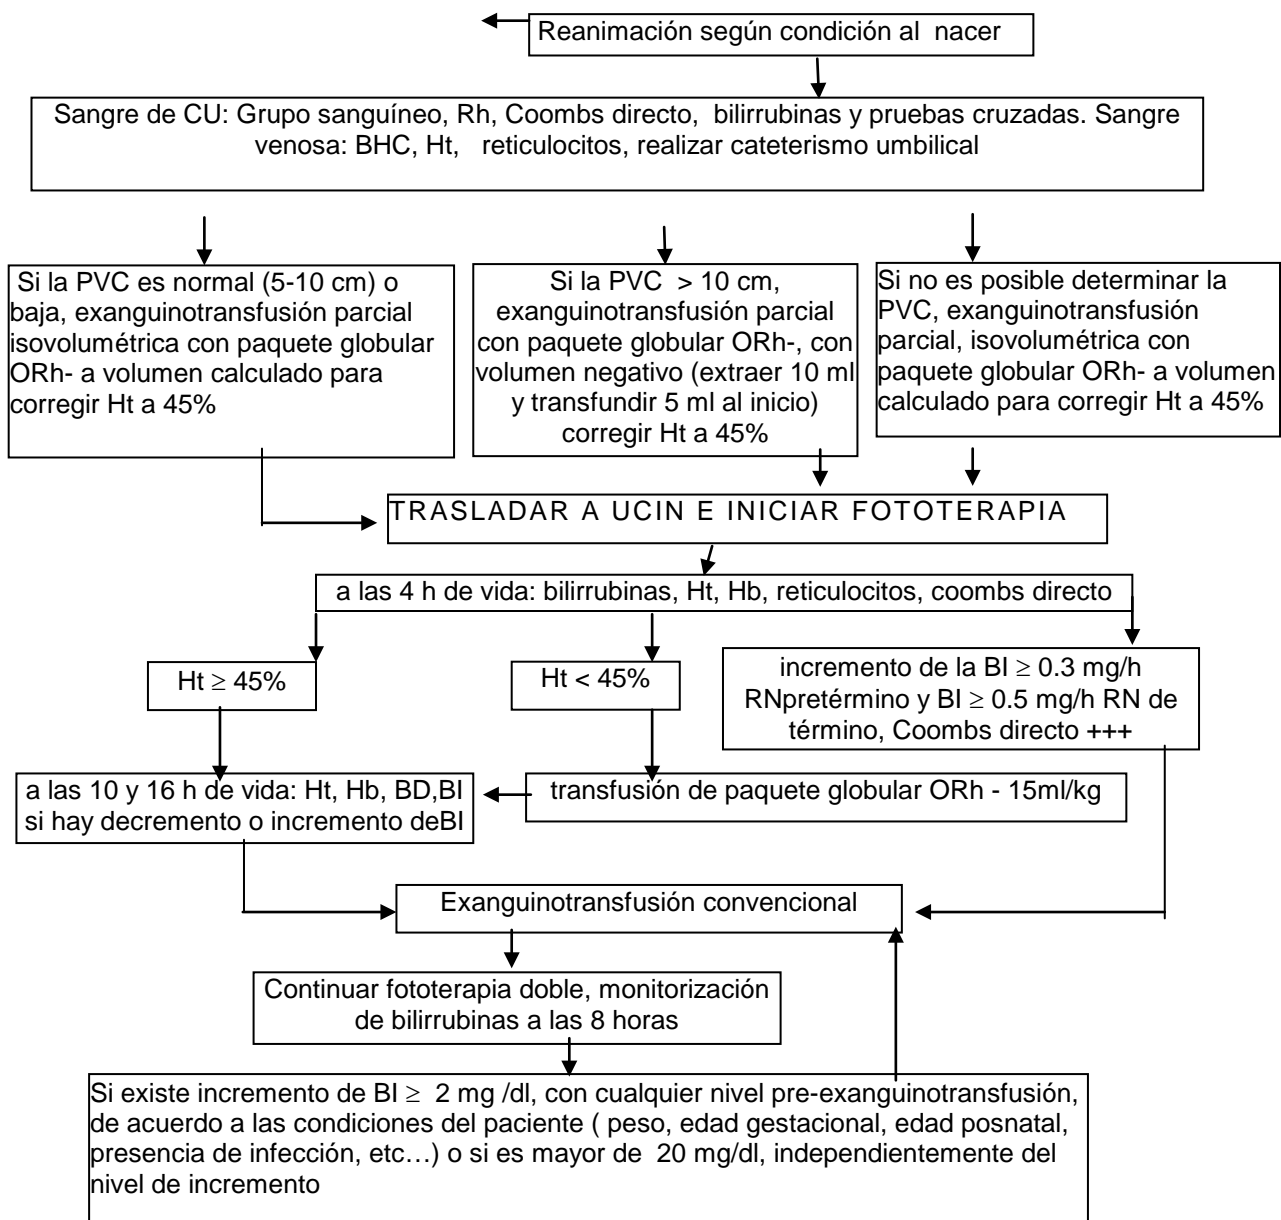 Reanimación según condición al nacer
Sangre de CU: Grupo sanguíneo, Rh, Coombs directo, bilirrubinas y pruebas cruzadas. Sangre
venosa: BHC, Ht, reticulocitos, realizar cateterismo umbilical
Si la PVC es normal (5-10 cm) o
baja, exanguinotransfusión parcial
isovolumétrica con paquete globular
ORh- a volumen calculado para
corregir Ht a 45%
Si la PVC > 10 cm,
exanguinotransfusión parcial
con paquete globular ORh-, con
volumen negativo (extraer 10 ml
y transfundir 5 ml al inicio)
corregir Ht a 45%
Si no es posible determinar la
PVC, exanguinotransfusión
parcial, isovolumétrica con
paquete globular ORh- a volumen
calculado para corregir Ht a 45%
TRASLADAR A UCIN E INICIAR FOTOTERAPIA
a las 4 h de vida: bilirrubinas, Ht, Hb, reticulocitos, coombs directo
Ht ≥ 45%
Ht < 45%
incremento de la BI ≥ 0.3 mg/h
RNpretérmino y BI ≥ 0.5 mg/h RN de
término, Coombs directo +++
a las 10 y 16 h de vida: Ht, Hb, BD,BI
si hay decremento o incremento deBI
transfusión de paquete globular ORh - 15ml/kg
Exanguinotransfusión convencional
Continuar fototerapia doble, monitorización
de bilirrubinas a las 8 horas
Si existe incremento de BI ≥ 2 mg /dl, con cualquier nivel pre-exanguinotransfusión,
de acuerdo a las condiciones del paciente ( peso, edad gestacional, edad posnatal,
presencia de infección, etc…) o si es mayor de 20 mg/dl, independientemente del
nivel de incremento